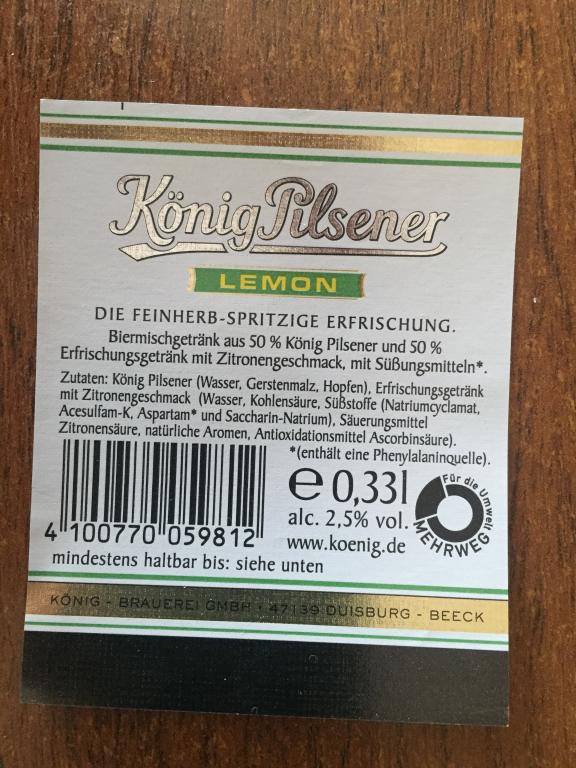 König Pilsener
LEMON
DIE FEINHERB-SPRITZIGE ERFRISCHUNG.
Biermischgetränk aus 50 % König Pilsener und 50 %
Erfrischungsgetränk mit Zitronengeschmack, mit Süßungsmitteln*.
Zutaten: König Pilsener (Wasser, Gerstenmalz, Hopfen), Erfrischungsgetränk
mit Zitronengeschmack (Wasser, Kohlensäure, Süßstoffe (Natriumcyclamat,
Acesulfam-K, Aspartam* und Saccharin-Natrium), Säuerungsmittel
Zitronensäure, natürliche Aromen, Antioxidationsmittel Ascorbinsäure).
*(enthält eine Phenylalaninquelle).
e 0,33l
alc. 2,5% vol.
www.koenig.de
Für die Umwelt
MEHRWEG
4 100770 059812
mindestens haltbar bis: siehe unten
KÖNIG - BRAUEREI GMBH · 47139 DUISBURG - BEECK